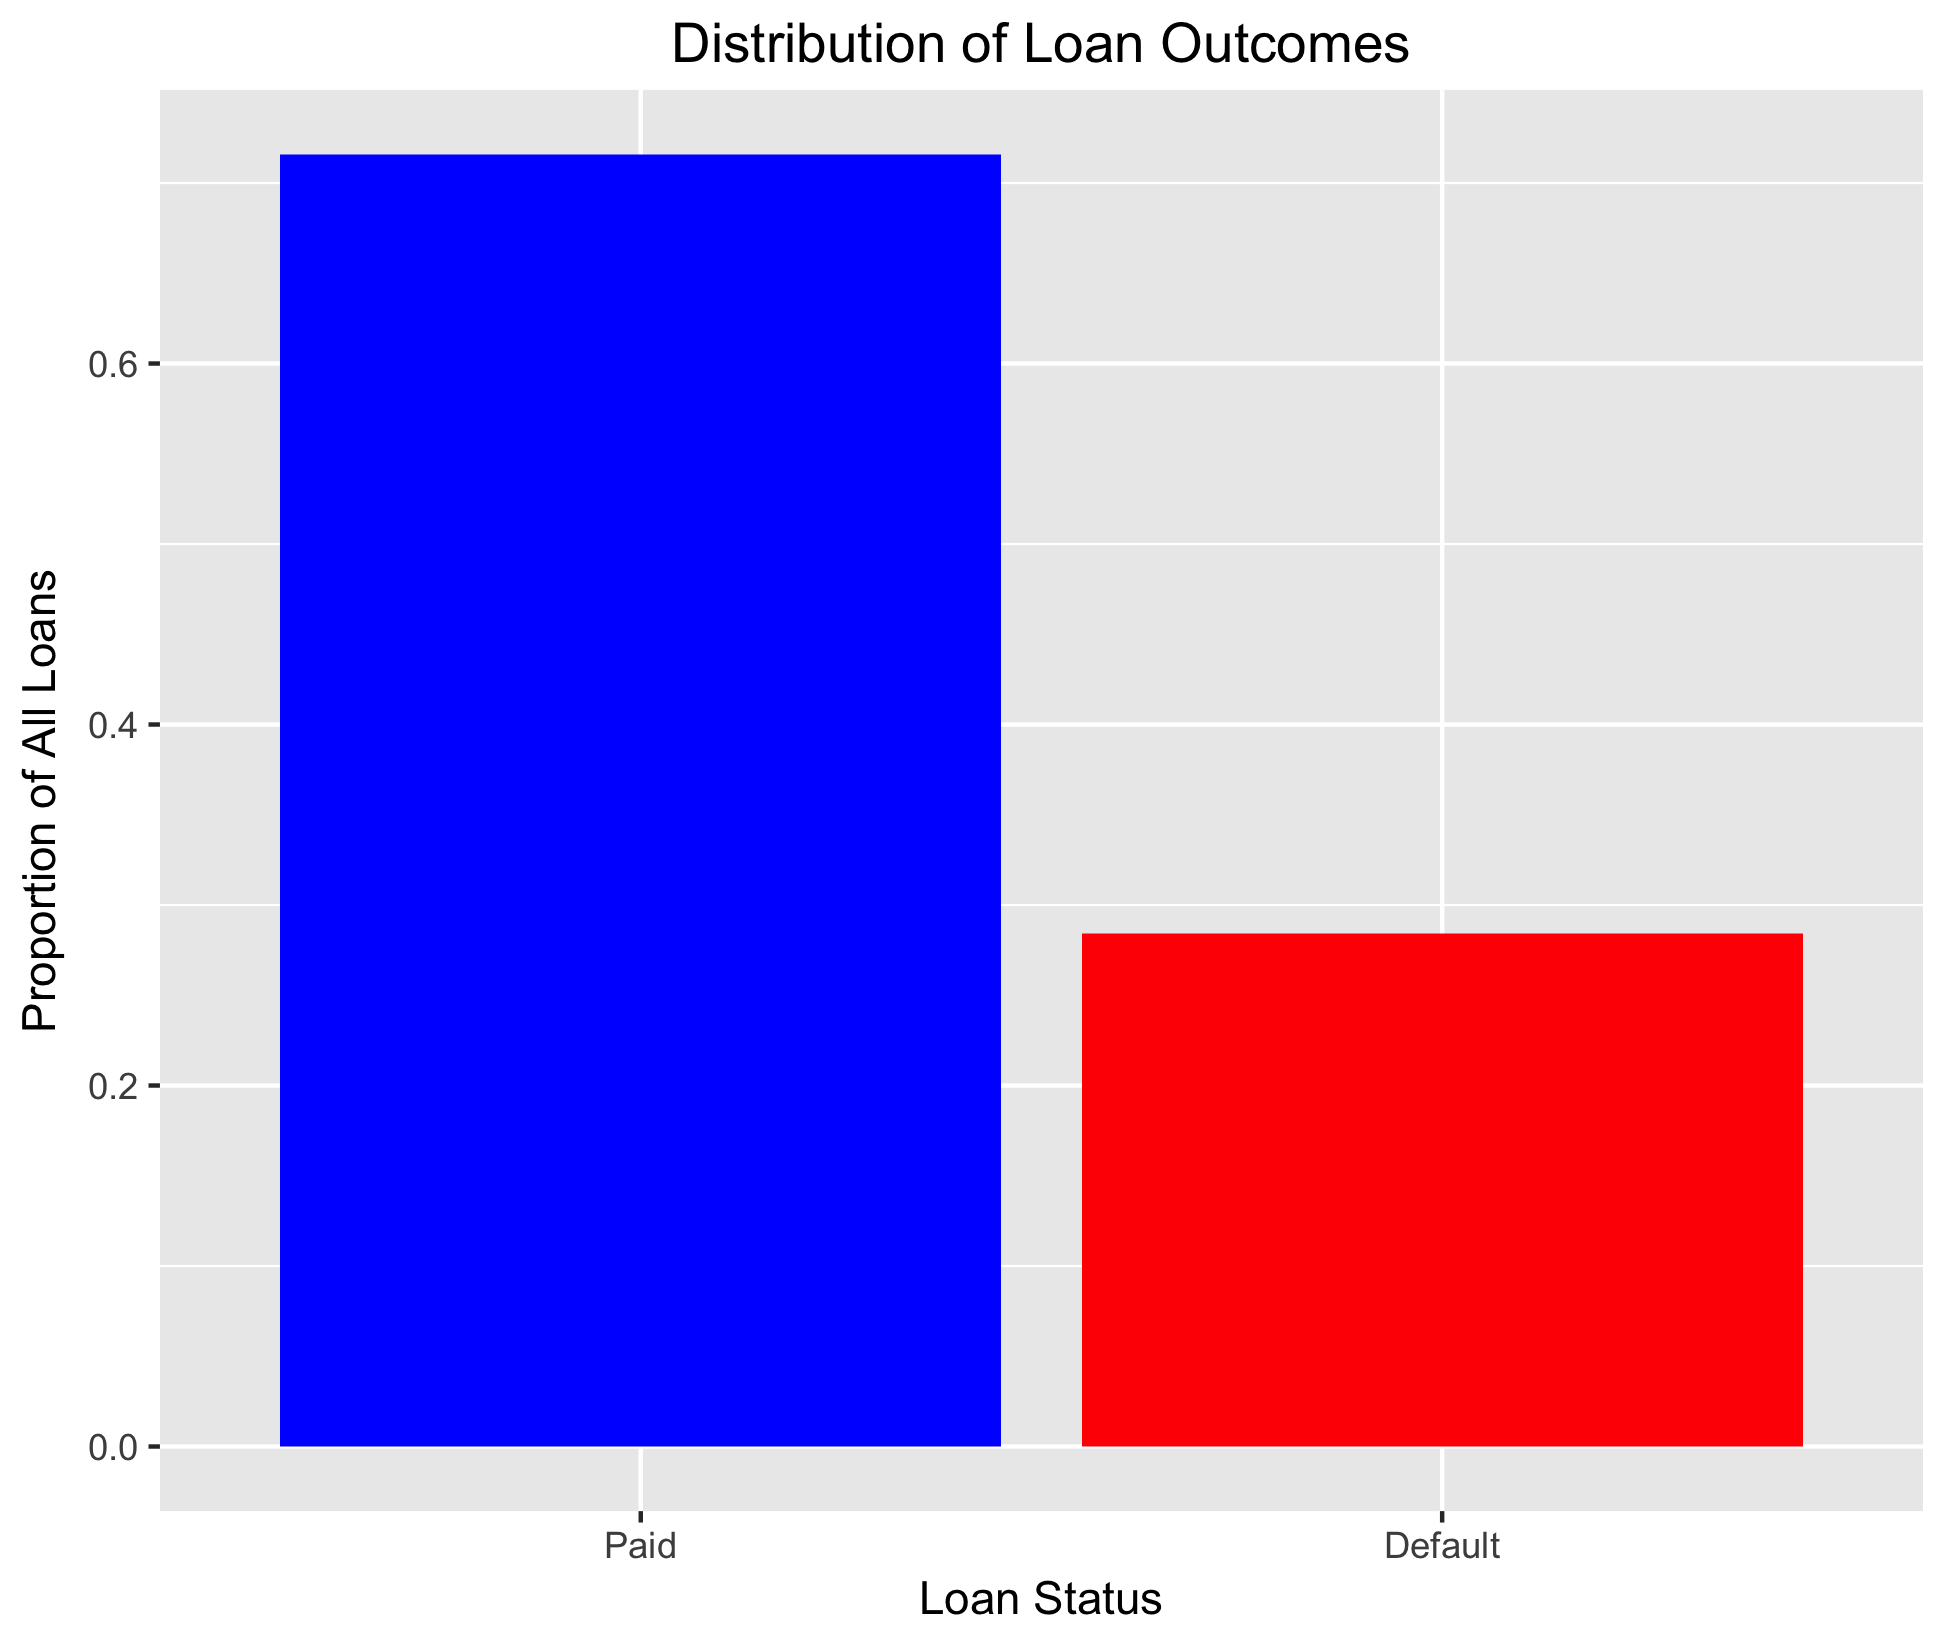 Distribution of Loan Outcomes
Proportion of All Loans
0.6
0.4
0.2
0.0
Paid
Default
Loan Status